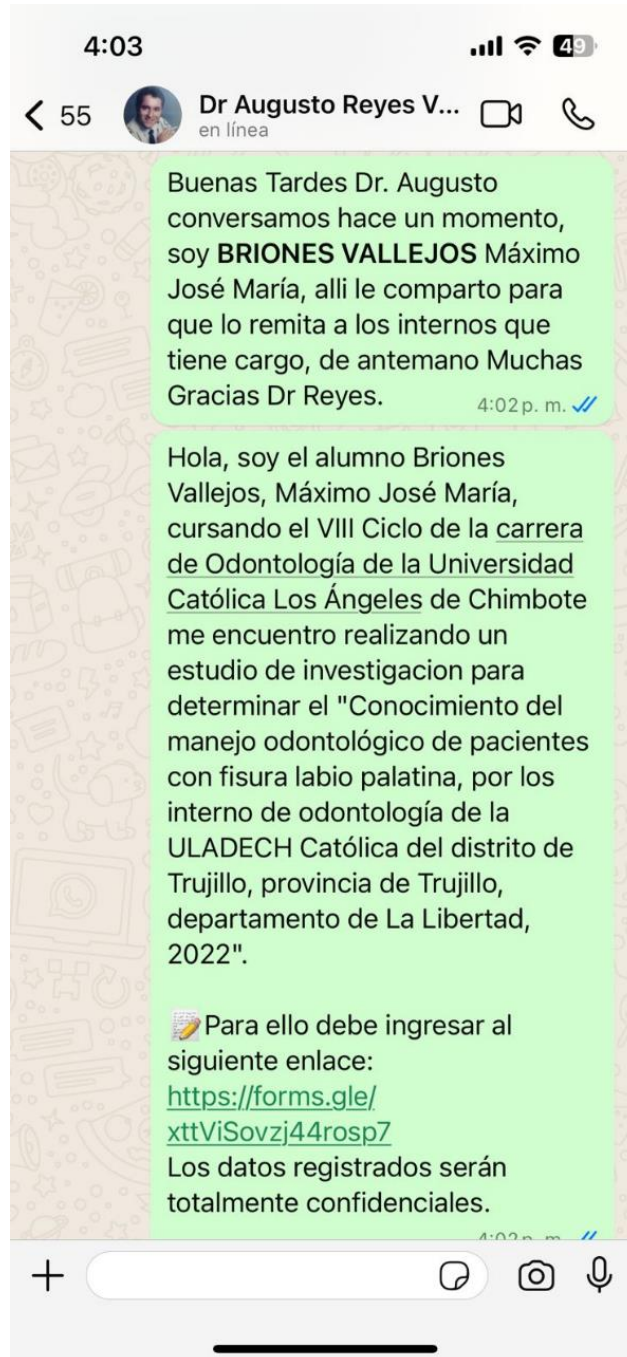 4:03
49
55
Dr Augusto Reyes V...
en línea
Buenas Tardes Dr. Augusto
conversamos hace un momento,
soy BRIONES VALLEJOS Máximo
José María, alli le comparto para
que lo remita a los internos que
tiene cargo, de antemano Muchas
Gracias Dr Reyes.
4:02 p. m.
Hola, soy el alumno Briones
Vallejos, Máximo José María,
cursando el VIII Ciclo de la carrera
de Odontología de la Universidad
Católica Los Ángeles de Chimbote
me encuentro realizando un
estudio de investigacion para
determinar el "Conocimiento del
manejo odontológico de pacientes
con fisura labio palatina, por los
interno de odontología de la
ULADECH Católica del distrito de
Trujillo, provincia de Trujillo,
departamento de La Libertad,
2022".
Para ello debe ingresar al
siguiente enlace:
https://forms.gle/
xttViSovzj44rosp7
Los datos registrados serán
totalmente confidenciales.
4:02 p. m.